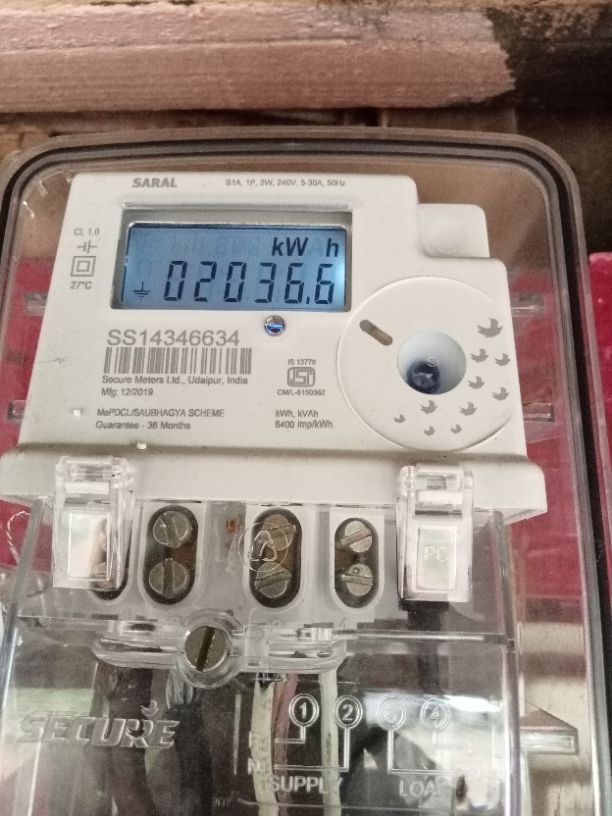 SARAL S1A, 1P, 2W, 240V, 5-30A, 50Hz
CL 1.0
kW h
02036.6
27°C
SS14346634
Secure Meters Ltd., Udaipur, India
Mfg: 12/2019
IS 13779
ISI
CM/L-6150362
MePDCL/SAUBHAGYA SCHEME
Guarantee - 36 Months
kWh, kVAh
6400 imp/kWh
PC
SECURE
1 2 3 4
N
SUPPLY LOAD